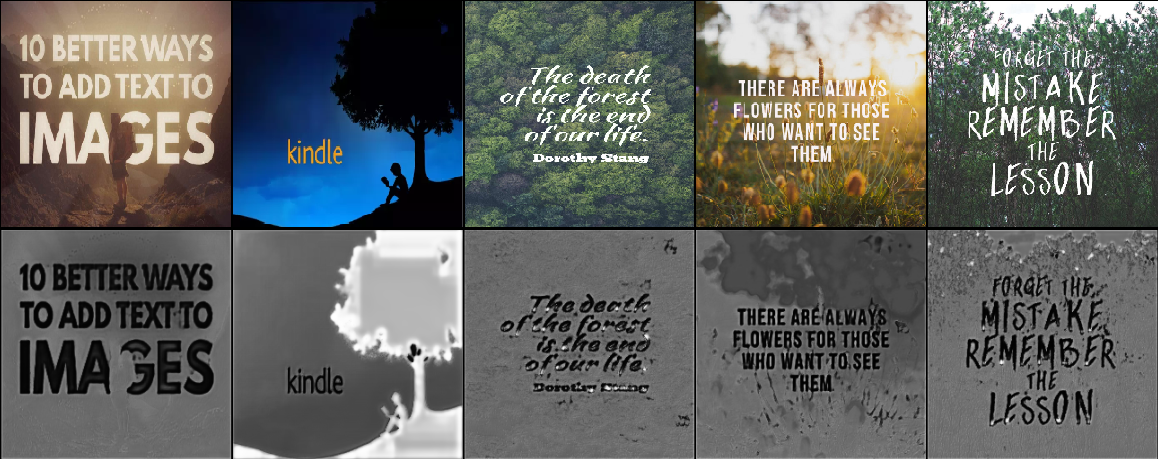 10 BETTER WAYS
TO ADD TEXT TO
IMAGES
kindle
The death
of the forest
is the end
of our life.
Dorothy Stang
THERE ARE ALWAYS
FLOWERS FOR THOSE
WHO WANT TO SEE
THEM
FORGET THE
MISTAKE
REMEMBER
THE
LESSON
10 BETTER WAYS
TO ADD TEXT TO
IMAGES
kindle
The death
of the forest
is the end
of our life.
Dorothy Stang
THERE ARE ALWAYS
FLOWERS FOR THOSE
WHO WANT TO SEE
THEM
FORGET THE
MISTAKE
REMEMBER
THE
LESSON